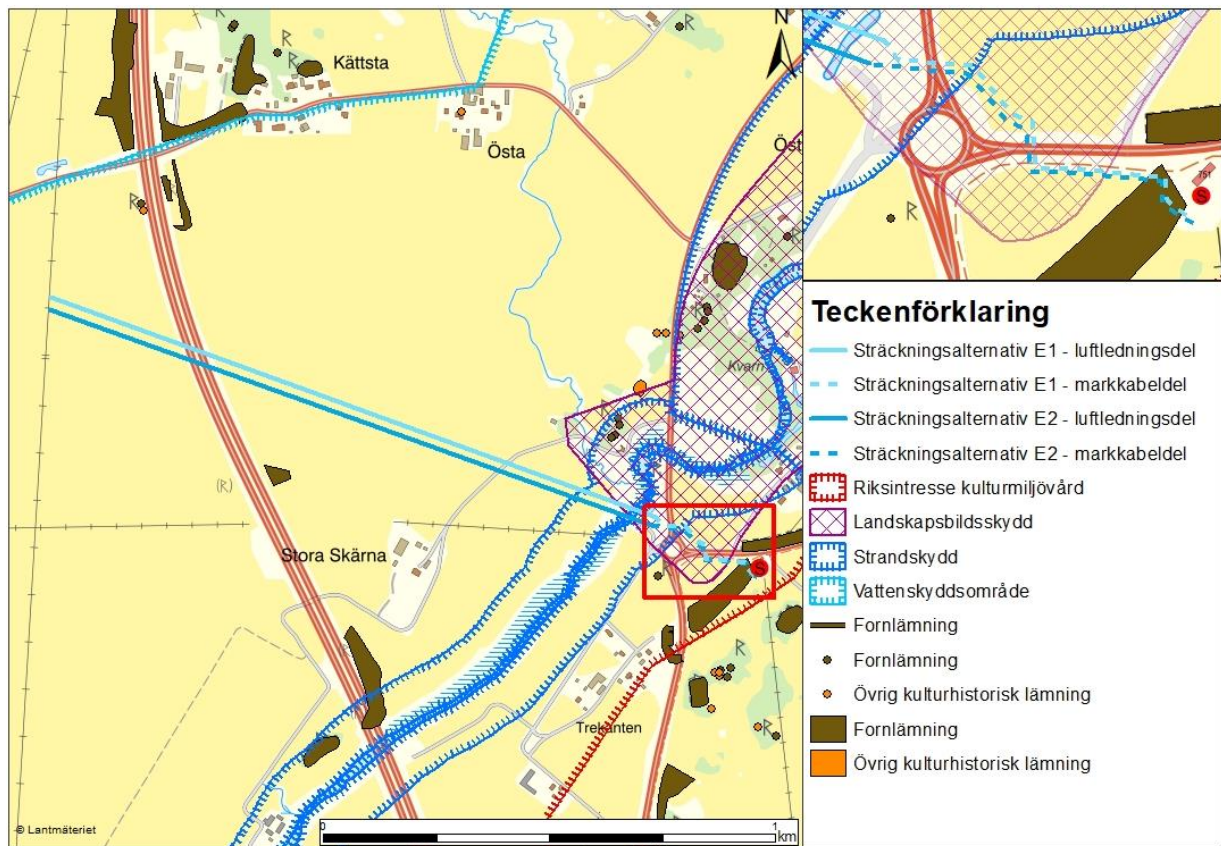 N
R
R
Kättsta
Östa
Öst
R
R
R
R
Kvarn
R
(R)
Stora Skärna
S
R
R
Trekanten
R
© Lantmäteriet
0
1
km
751
S
R
Teckenförklaring
Sträckningsalternativ E1 - luftledningsdel
Sträckningsalternativ E1 - markkabeldel
Sträckningsalternativ E2 - luftledningsdel
Sträckningsalternativ E2 - markkabeldel
Riksintresse kulturmiljövård
Landskapsbildsskydd
Strandskydd
Vattenskyddsområde
Fornlämning
Fornlämning
Övrig kulturhistorisk lämning
Fornlämning
Övrig kulturhistorisk lämning